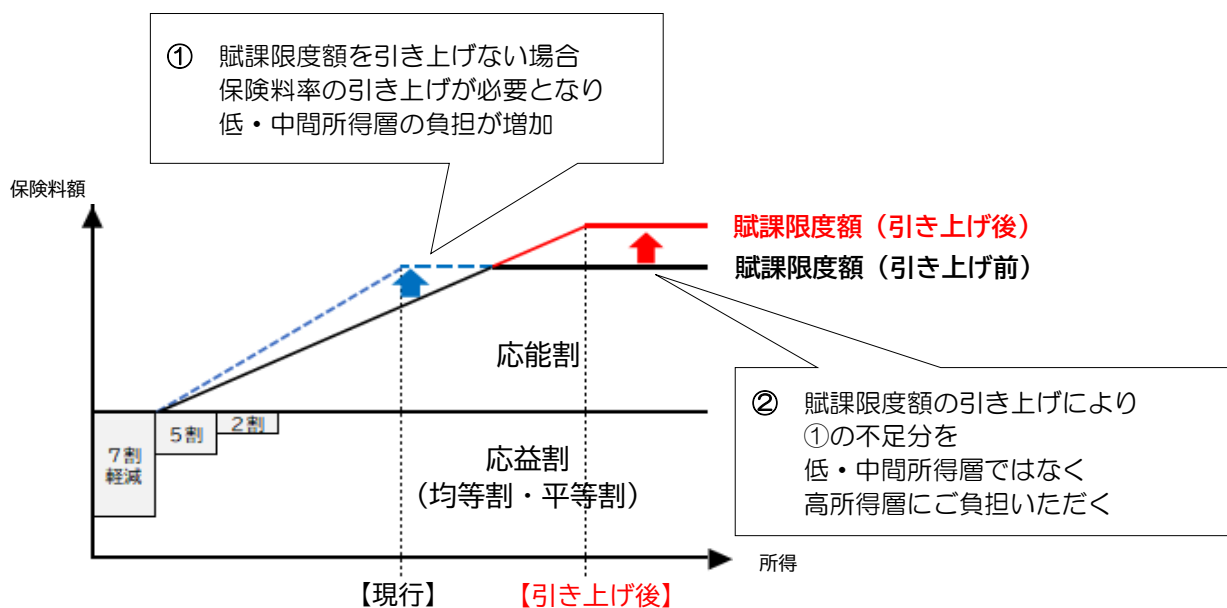 ① 賦課限度額を引き上げない場合
保険料率の引き上げが必要となり
低・中間所得層の負担が増加
保険料額
賦課限度額（引き上げ後）
賦課限度額（引き上げ前）
応能割
② 賦課限度額の引き上げにより
①の不足分を
低・中間所得層ではなく
高所得層にご負担いただく
7割
軽減
5割
2割
応益割
（均等割・平等割）
所得
【現行】
【引き上げ後】